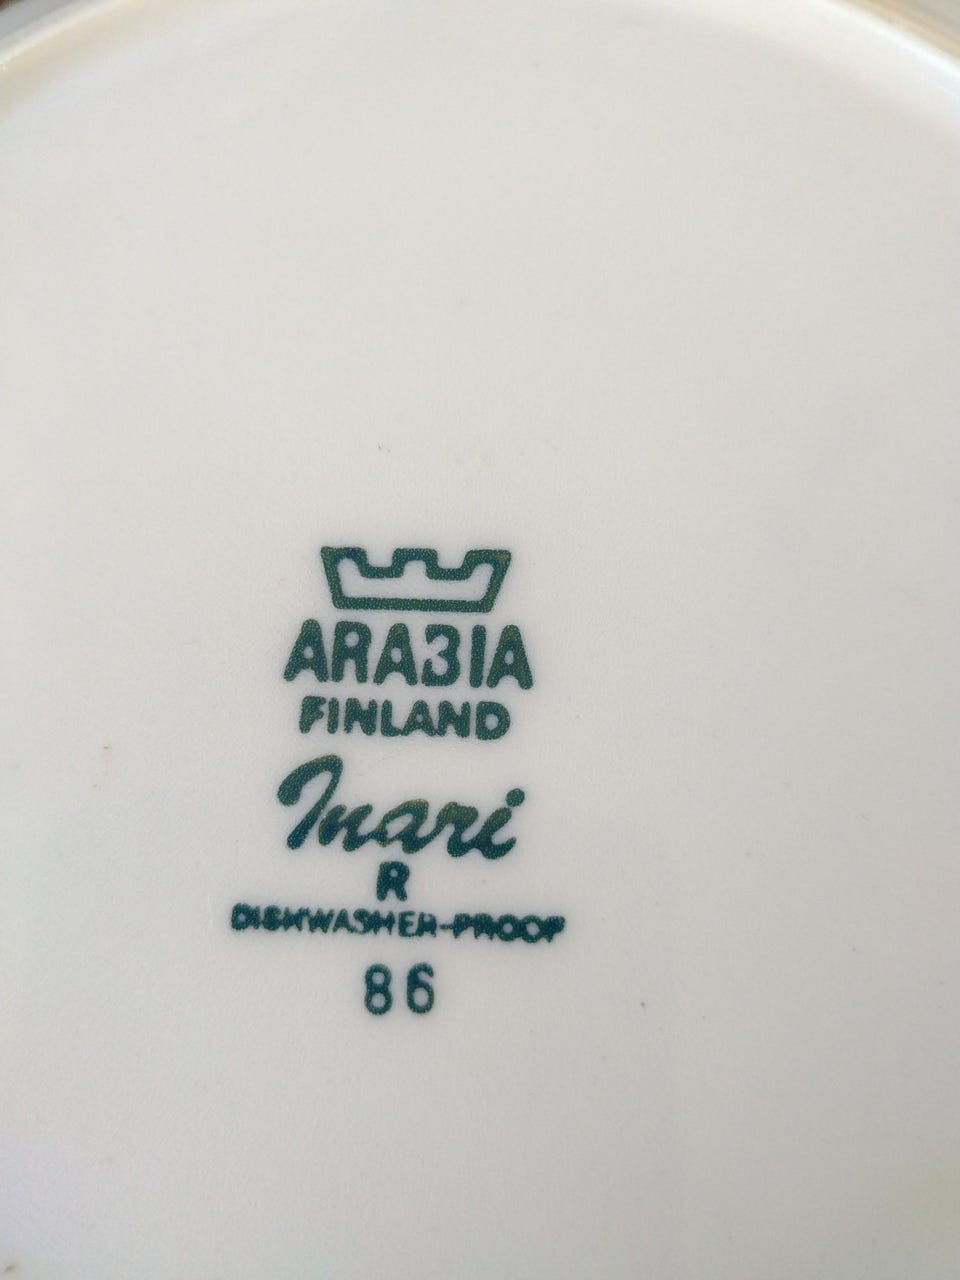 ARABIA
FINLAND
Inari
R
DISHWASHER-PROOF
86